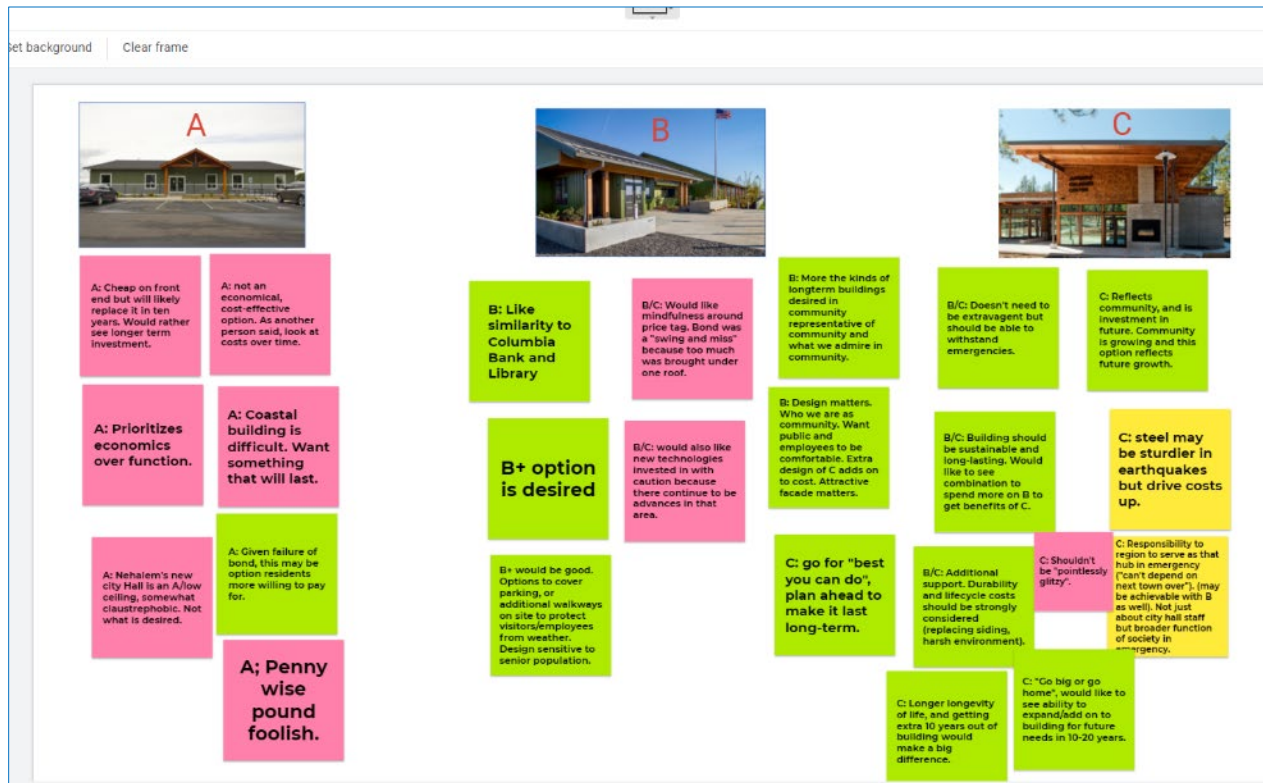 et background
Clear frame
A
B
C
A: Cheap on front
end but will likely
replace it in ten
years. Would rather
see longer term
investment.
A: not an
economical,
cost-effective
option. As another
person said, look at
costs over time.
A: Prioritizes
economics
over function.
A: Coastal
building is
difficult. Want
something
that will last.
A: Nehalem's new
city Hall is an A/low
ceiling, somewhat
claustrophobic. Not
what is desired.
A: Given failure of
bond, this may be
option residents
more willing to pay
for.
A; Penny
wise
pound
foolish.
B: Like
similarity to
Columbia
Bank and
Library
B/C: Would like
mindfulness around
price tag. Bond was
a "swing and miss"
because too much
was brought under
one roof.
B: More the kinds of
longterm buildings
desired in
community
representative of
community and
what we admire in
community.
B+ option
is desired
B/C: would also like
new technologies
invested in with
caution because
there continue to be
advances in that
area.
B: Design matters.
Who we are as
community. Want
public and
employees to be
comfortable. Extra
design of C adds on
to cost. Attractive
facade matters.
B+ would be good.
Options to cover
parking, or
additional walkways
on site to protect
visitors/employees
from weather.
Design sensitive to
senior population.
C: go for "best
you can do",
plan ahead to
make it last
long-term.
B/C: Doesn't need to
be extravagent but
should be able to
withstand
emergencies.
C: Reflects
community, and is
investment in
future. Community
is growing and this
option reflects
future growth.
B/C: Building should
be sustainable and
long-lasting. Would
like to see
combination to
spend more on B to
get benefits of C.
C: steel may
be sturdier in
earthquakes
but drive costs
up.
B/C: Additional
support. Durability
and lifecycle costs
should be strongly
considered
(replacing siding,
harsh environment).
C: Shouldn't
be "pointlessly
glitzy".
C: Responsibility to
region to serve as that
hub in emergency
("can't depend on
next town over"). (may
be achievable with B
as well). Not just
about city hall staff
but broader function
of society in
emergency.
C: Longer longevity
of life, and getting
extra 10 years out of
building would
make a big
difference.
C: "Go big or go
home", would like to
see ability to
expand/add on to
building for future
needs in 10-20 years.